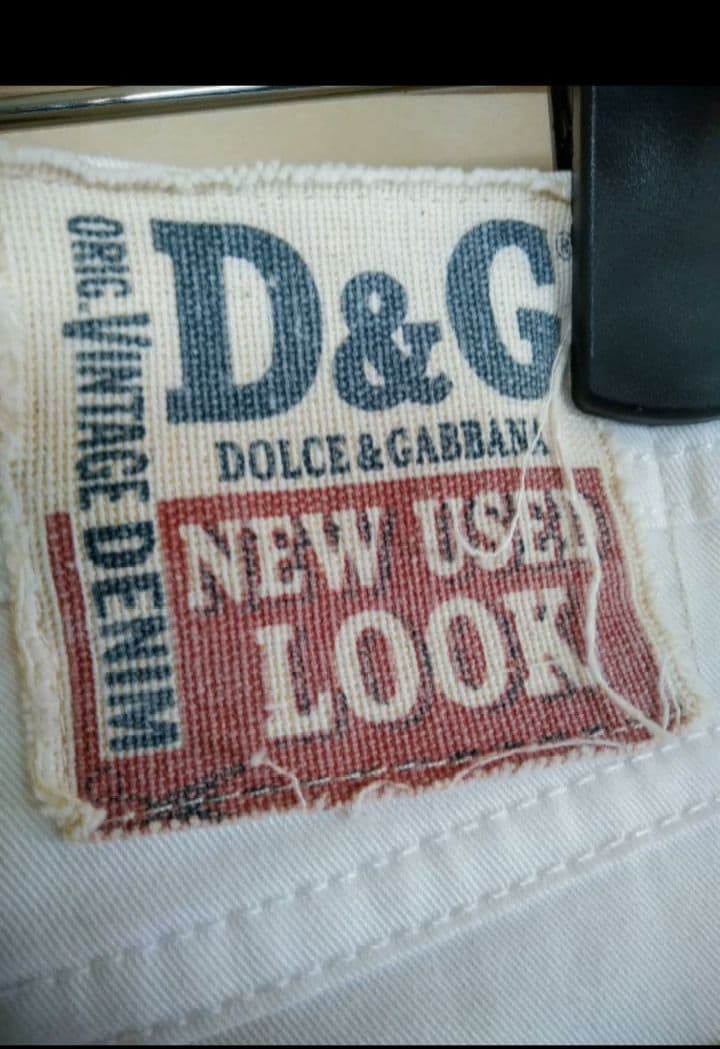 D&G®
DOLCE & GABBANA
NEW USED
LOOK
ORIG. VINTAGE DENIM